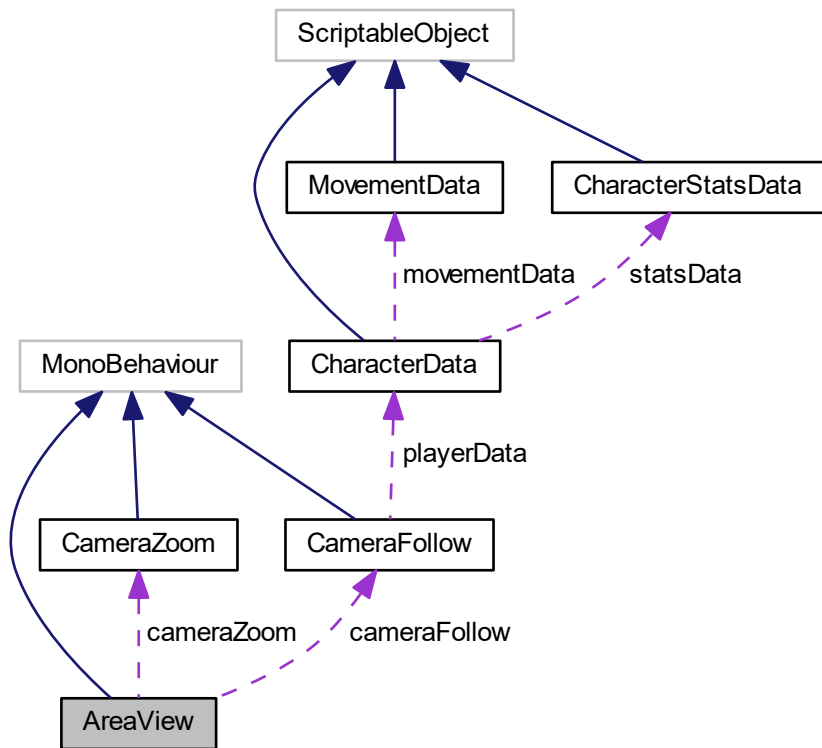 ScriptableObject
MovementData
CharacterStatsData
movementData
statsData
MonoBehaviour
CharacterData
playerData
CameraZoom
CameraFollow
cameraZoom
cameraFollow
AreaView